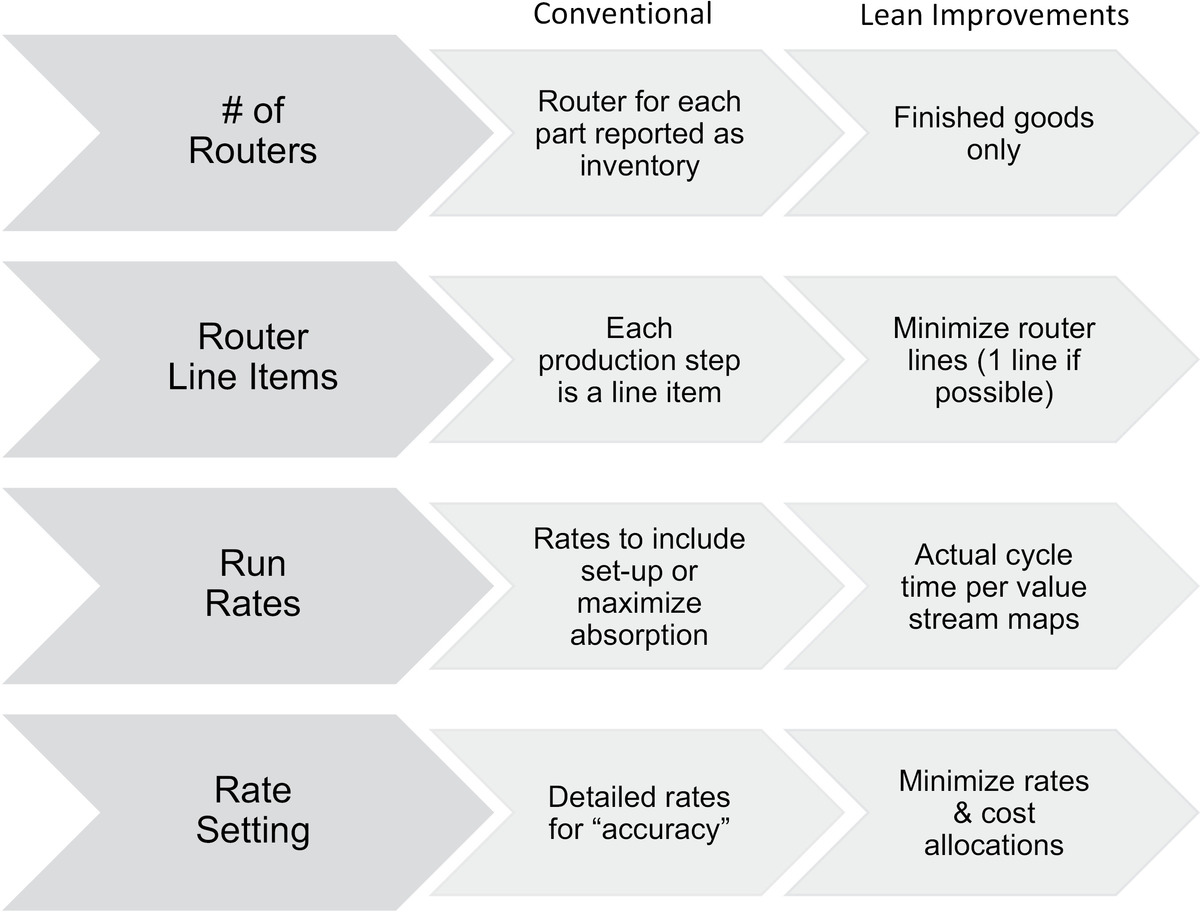 Conventional
Lean Improvements
# of
Routers
Router for each
part reported as
inventory
Finished goods
only
Router
Line Items
Each
production step
is a line item
Minimize router
lines (1 line if
possible)
Run
Rates
Rates to include
set-up or
maximize
absorption
Actual cycle
time per value
stream maps
Rate
Setting
Detailed rates
for “accuracy”
Minimize rates
& cost
allocations